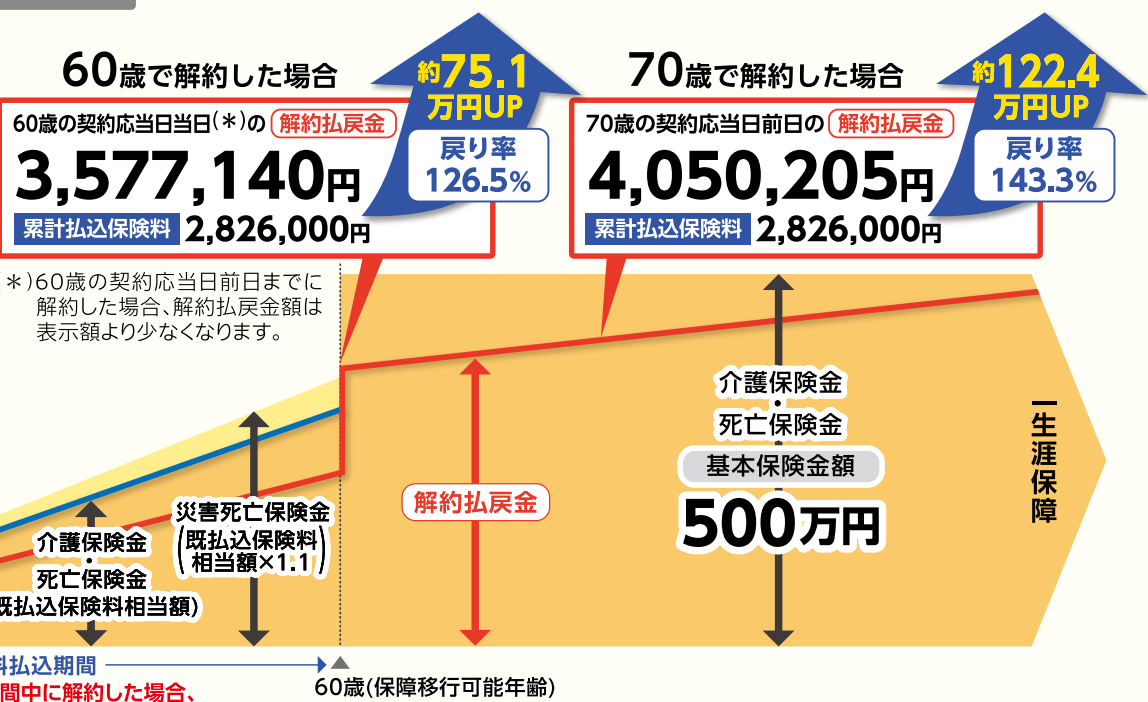 60歳で解約した場合
約75.1
万円UP
60歳の契約応当日当日(＊)の 解約払戻金
3,577,140円
戻り率
126.5%
累計払込保険料 2,826,000円
70歳で解約した場合
約122.4
万円UP
70歳の契約応当日前日の 解約払戻金
4,050,205円
戻り率
143.3%
累計払込保険料 2,826,000円
＊)60歳の契約応当日前日までに
解約した場合、解約払戻金額は
表示額より少なくなります。
介護保険金
・
死亡保険金
既払込保険料相当額)
災害死亡保険金
(既払込保険料
相当額×1.1)
解約払戻金
介護保険金
・
死亡保険金
基本保険金額
500万円
一生涯保障
料払込期間
60歳(保障移行可能年齢)
間中に解約した場合、